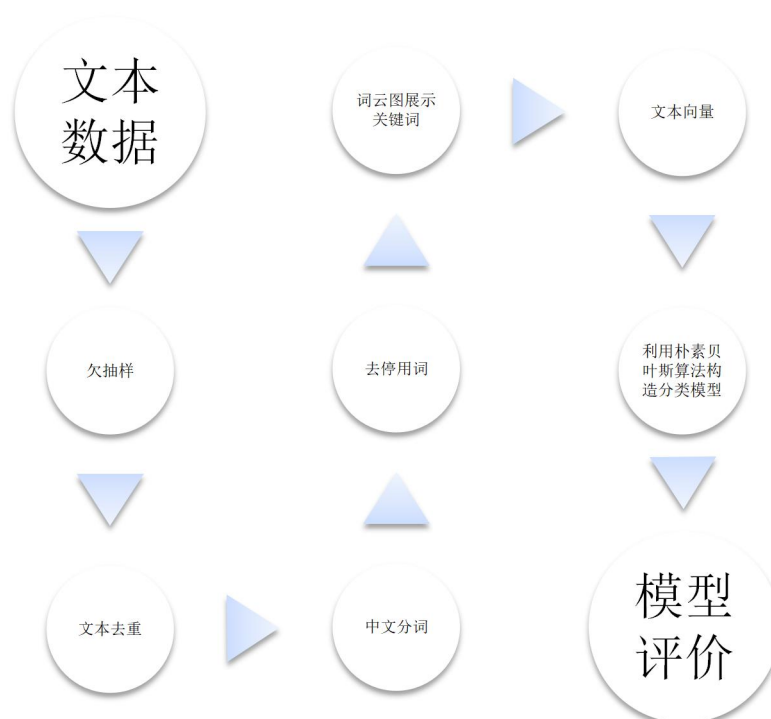 文本
数据
欠抽样
文本去重
中文分词
去停用词
词云图展示
关键词
文本向量
利用朴素贝
叶斯算法构
造分类模型
模型
评价